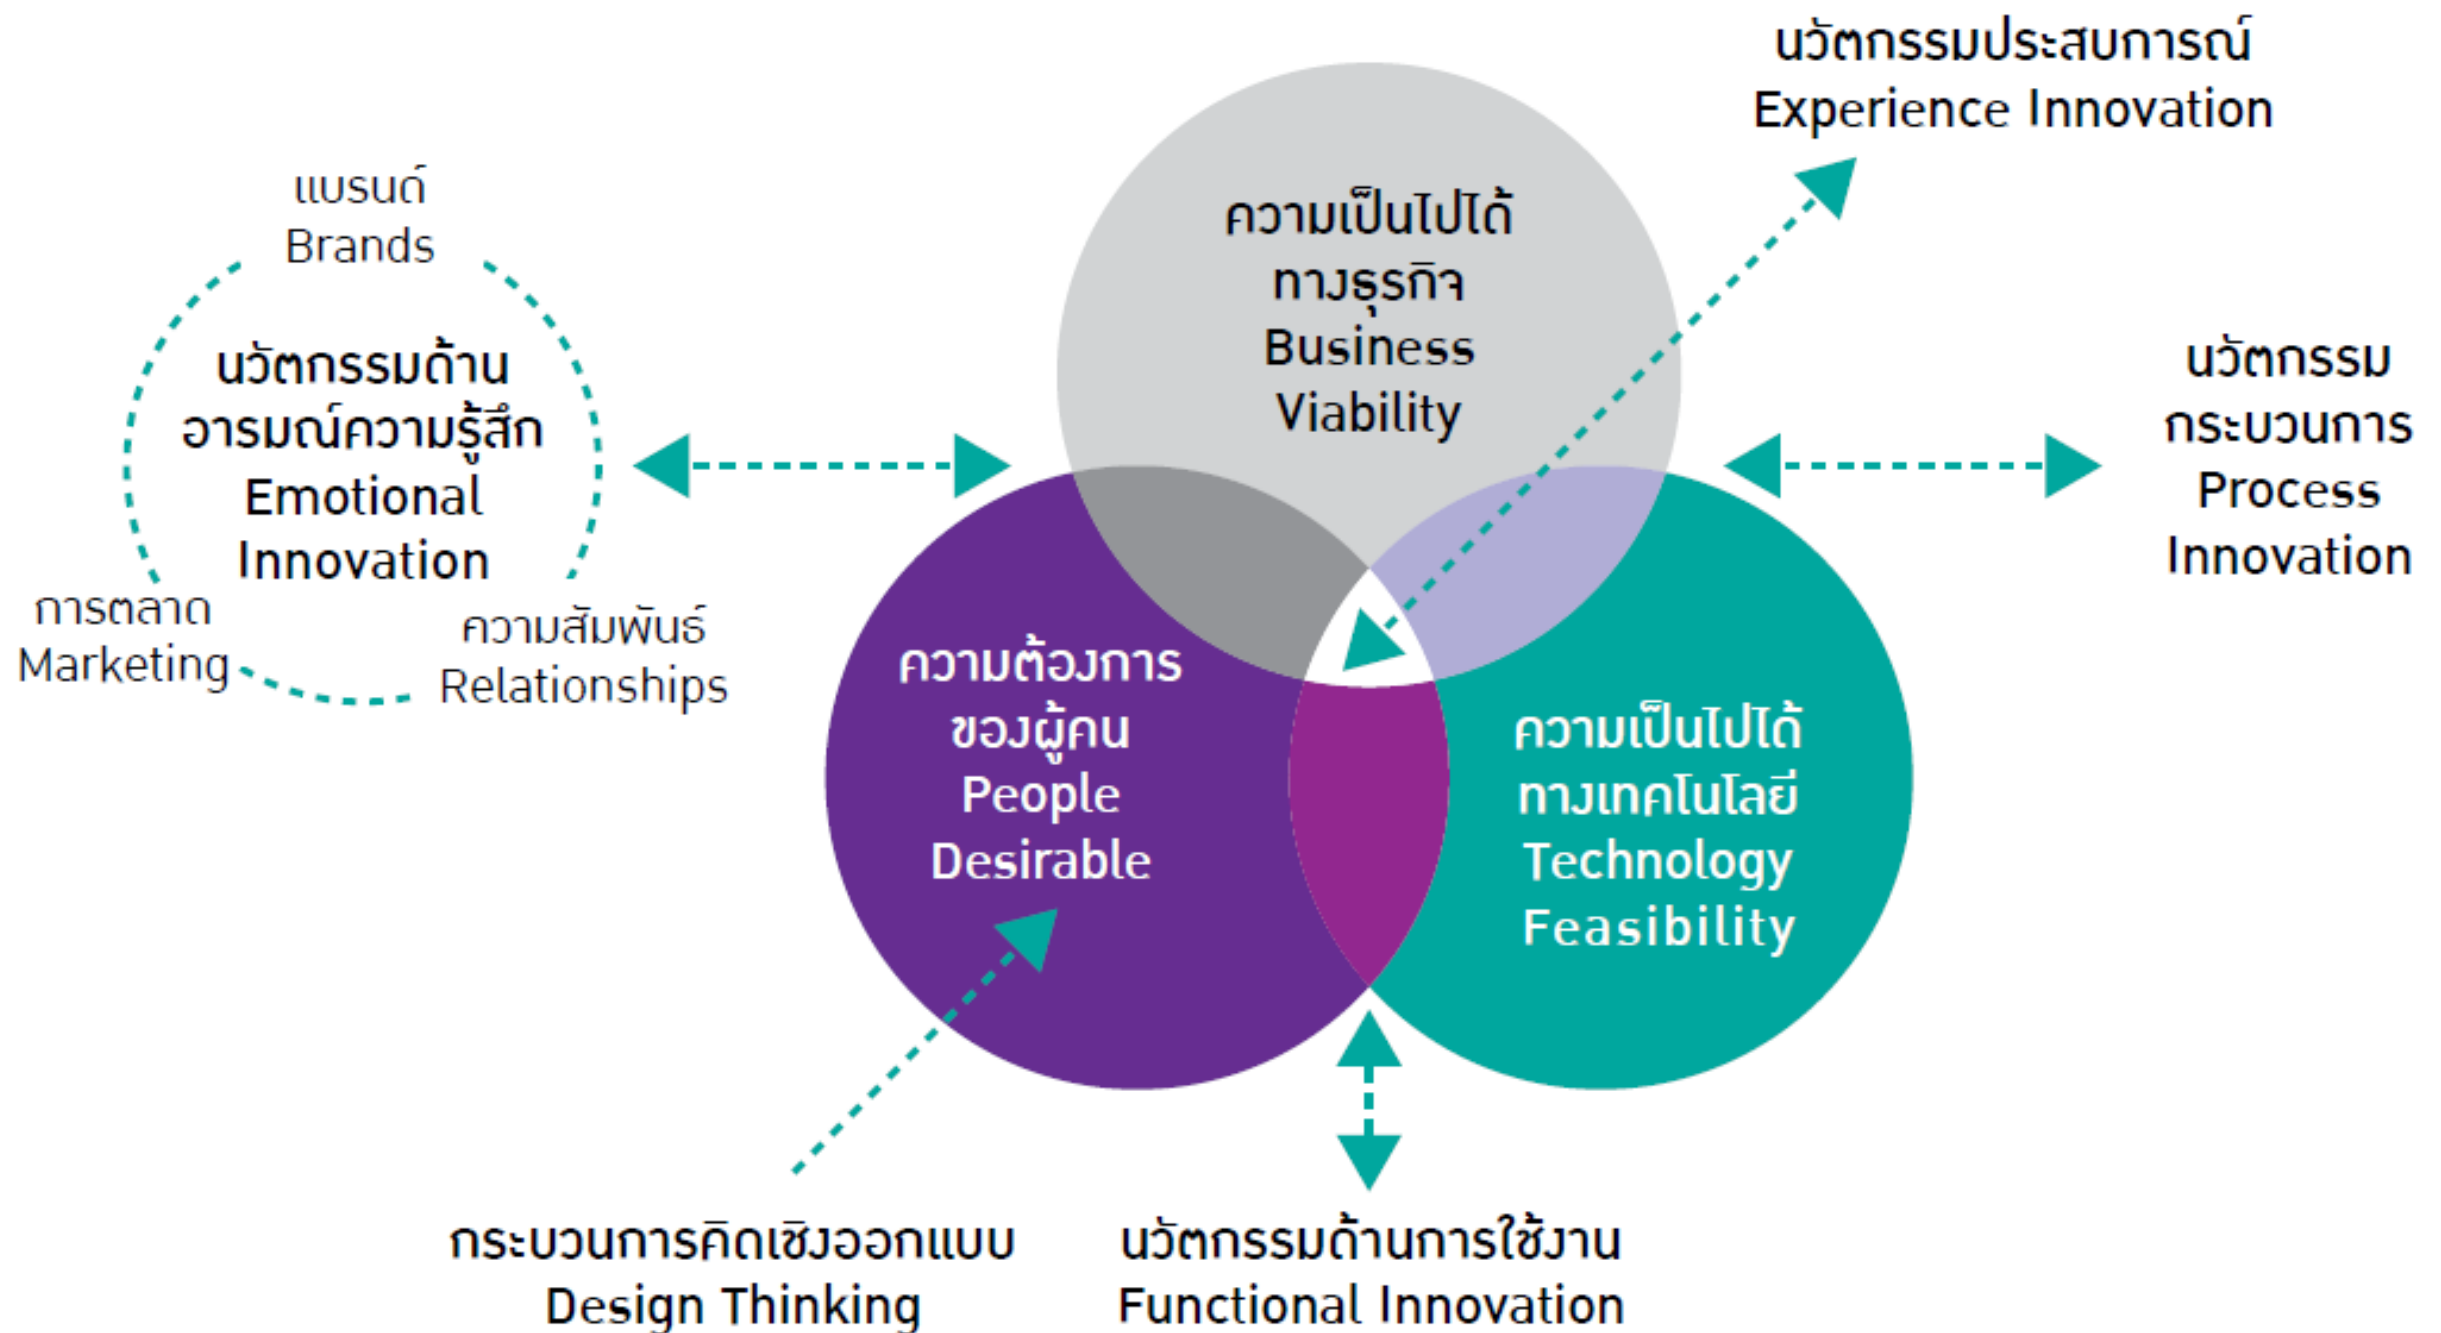 นวัตกรรมประสบการณ์
Experience Innovation
แบรนด์
Brands
นวัตกรรมด้าน
อารมณ์ความรู้สึก
Emotional
Innovation
การตลาด
Marketing
ความสัมพันธ์
Relationships
ความเป็นไปได้
ทางธุรกิจ
Business
Viability
นวัตกรรม
กระบวนการ
Process
Innovation
ความต้องการ
ของผู้คน
People
Desirable
ความเป็นไปได้
ทางเทคโนโลยี
Technology
Feasibility
กระบวนการคิดเชิงออกแบบ
Design Thinking
นวัตกรรมด้านการใช้งาน
Functional Innovation